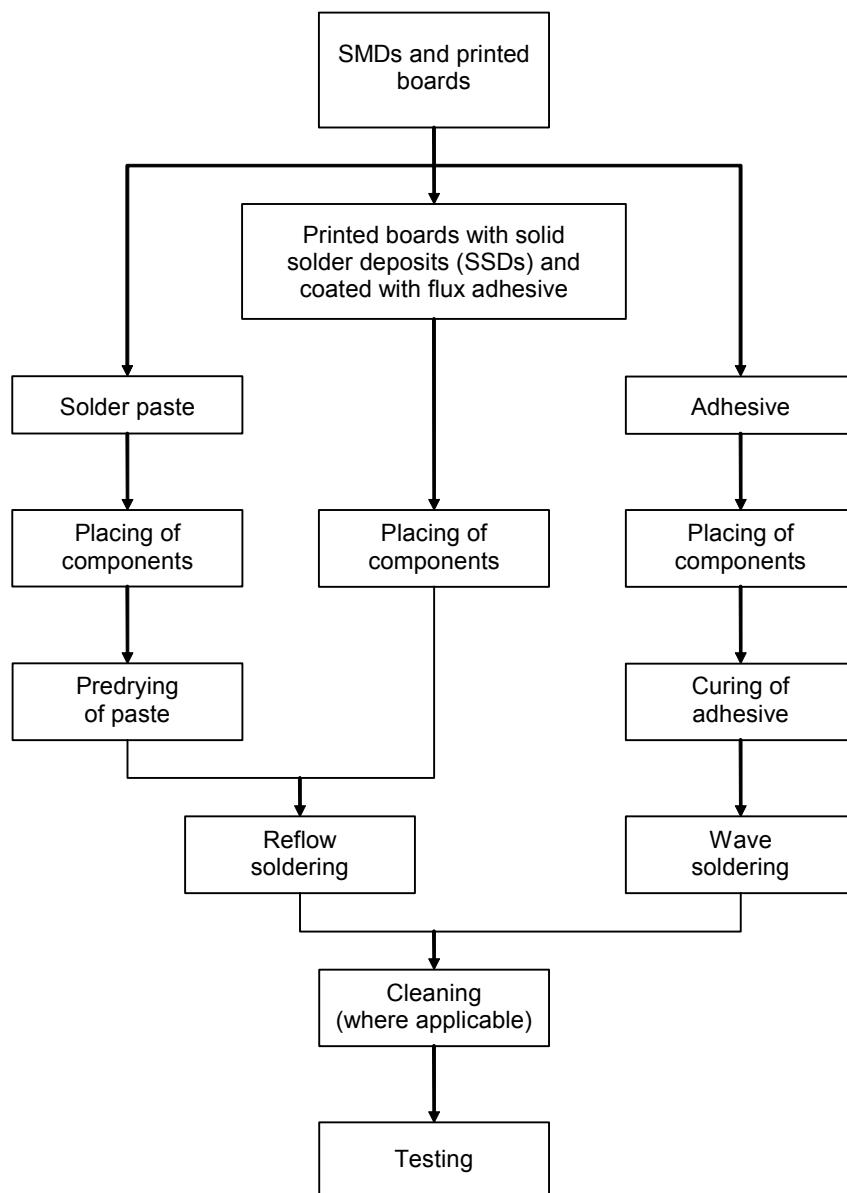 SMDs and printed
boards
Printed boards with solid
solder deposits (SSDs) and
coated with flux adhesive
Solder paste
Adhesive
Placing of
components
Placing of
components
Placing of
components
Predrying
of paste
Curing of
adhesive
Reflow
soldering
Wave
soldering
Cleaning
(where applicable)
Testing